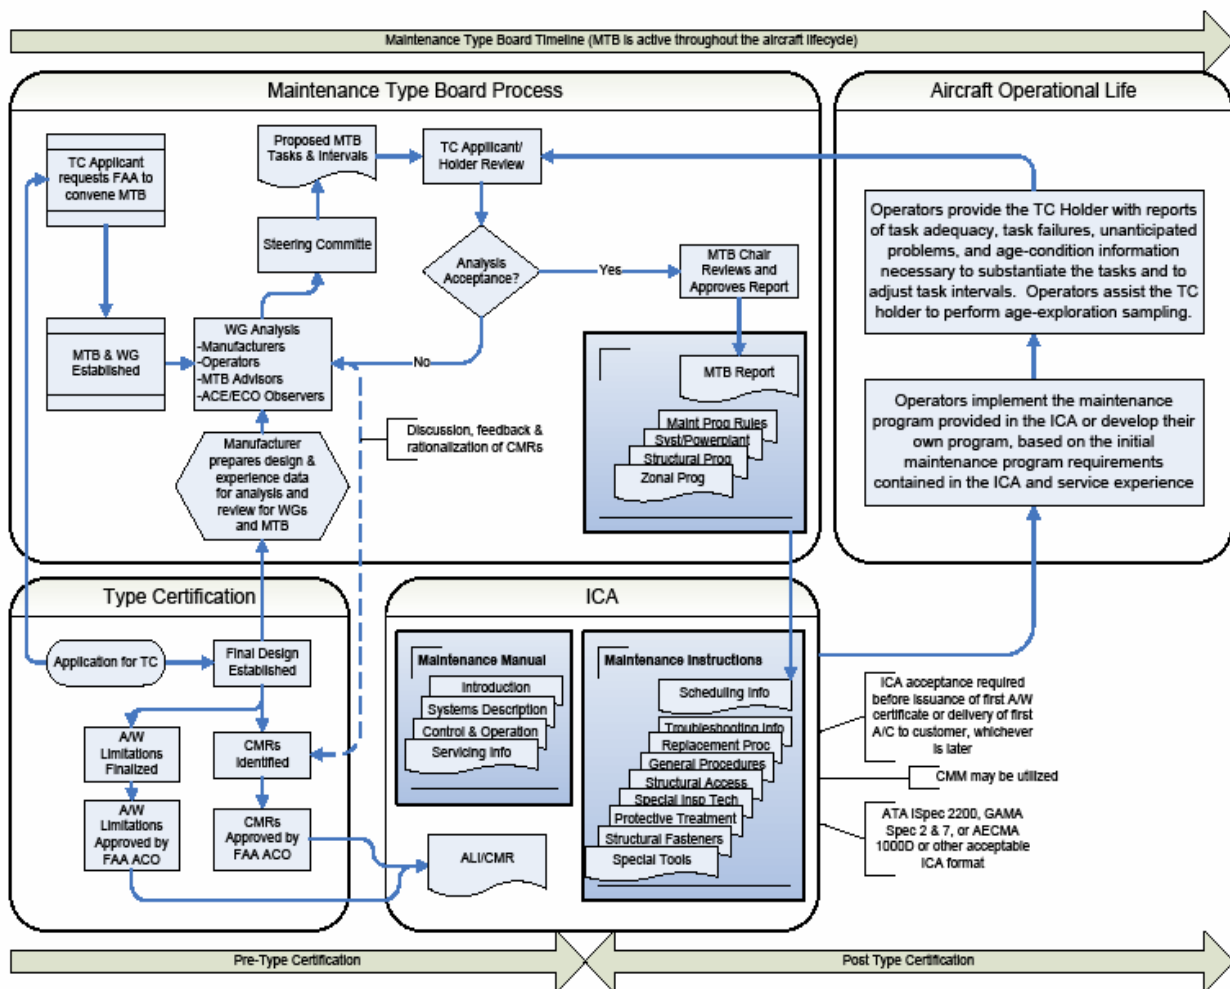 Maintenance Type Board Timeline (MTB is active throughout the aircraft lifecycle)
Maintenance Type Board Process
Aircraft Operational Life
TC Applicant
requests FAA to
convene MTB
Proposed MTB
Tasks & Intervals
TC Applicant/
Holder Review
Steering Committe
Analysis
Acceptance?
Yes
MTB Chair
Reviews and
Approves Report
No
MTB & WG
Established
WG Analysis
-Manufacturers
-Operators
-MTB Advisors
-ACE/ECO Observers
Manufacturer
prepares design &
experience data
for analysis and
review for WGs
and MTB
Discussion, feedback &
rationalization of CMRs
MTB Report
Maint Prog Rules
Syst/Powerplant
Structural Prog
Zonal Prog
Operators provide the TC Holder with reports
of task adequacy, task failures, unanticipated
problems, and age-condition information
necessary to substantiate the tasks and to
adjust task intervals. Operators assist the TC
holder to perform age-exploration sampling.
Operators implement the maintenance
program provided in the ICA or develop their
own program, based on the initial
maintenance program requirements
contained in the ICA and service experience
Type Certification
Application for TC
Final Design
Established
A/W
Limitations
Finalized
CMRs
Identified
A/W
Limitations
Approved by
FAA ACO
CMRs
Approved by
FAA ACO
ICA
Maintenance Manual
Introduction
Systems Description
Control & Operation
Servicing Info
ALI/CMR
Maintenance Instructions
Scheduling Info
Troubleshooting Info
Replacement Proc
General Procedures
Structural Access
Special Insp Tech
Protective Treatment
Structural Fasteners
Special Tools
ICA acceptance required
before issuance of first A/W
certificate or delivery of first
A/C to customer, whichever
is later
CMM may be utilized
ATA iSpec 2200, GAMA
Spec 2 & 7, or AECMA
1000D or other acceptable
ICA format
Pre-Type Certification
Post Type Certification